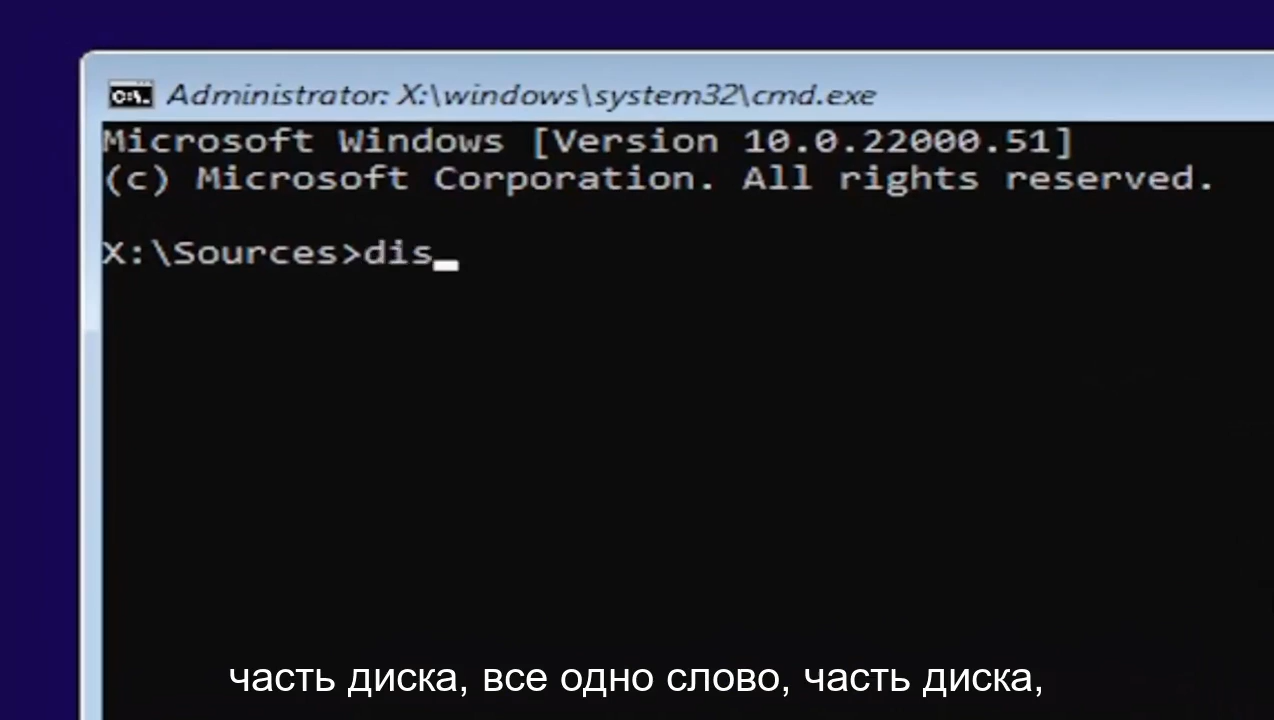 Administrator: X:\windows\system32\cmd.exe
Microsoft Windows [Version 10.0.22000.51]
(c) Microsoft Corporation. All rights reserved.
X:\Sources>dis_
часть диска, все одно слово, часть диска,